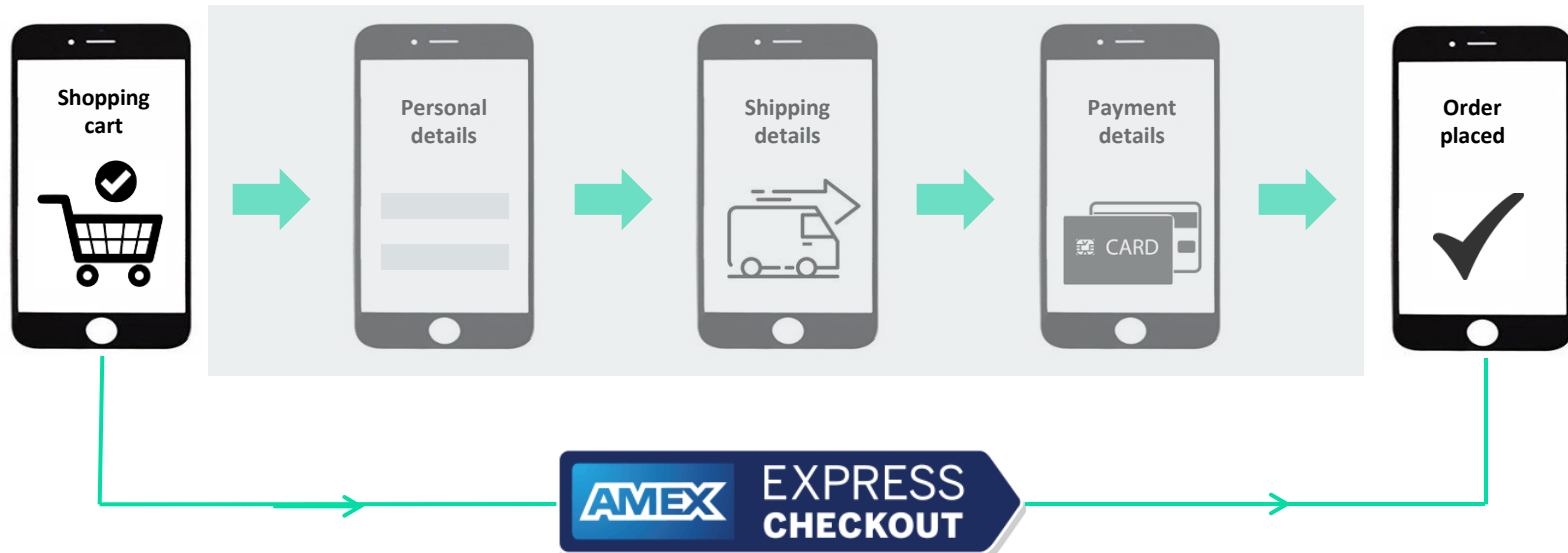 Shopping
cart
Personal
details
Shipping
details
Payment
details
CARD
Order
placed
AMEX
EXPRESS
CHECKOUT